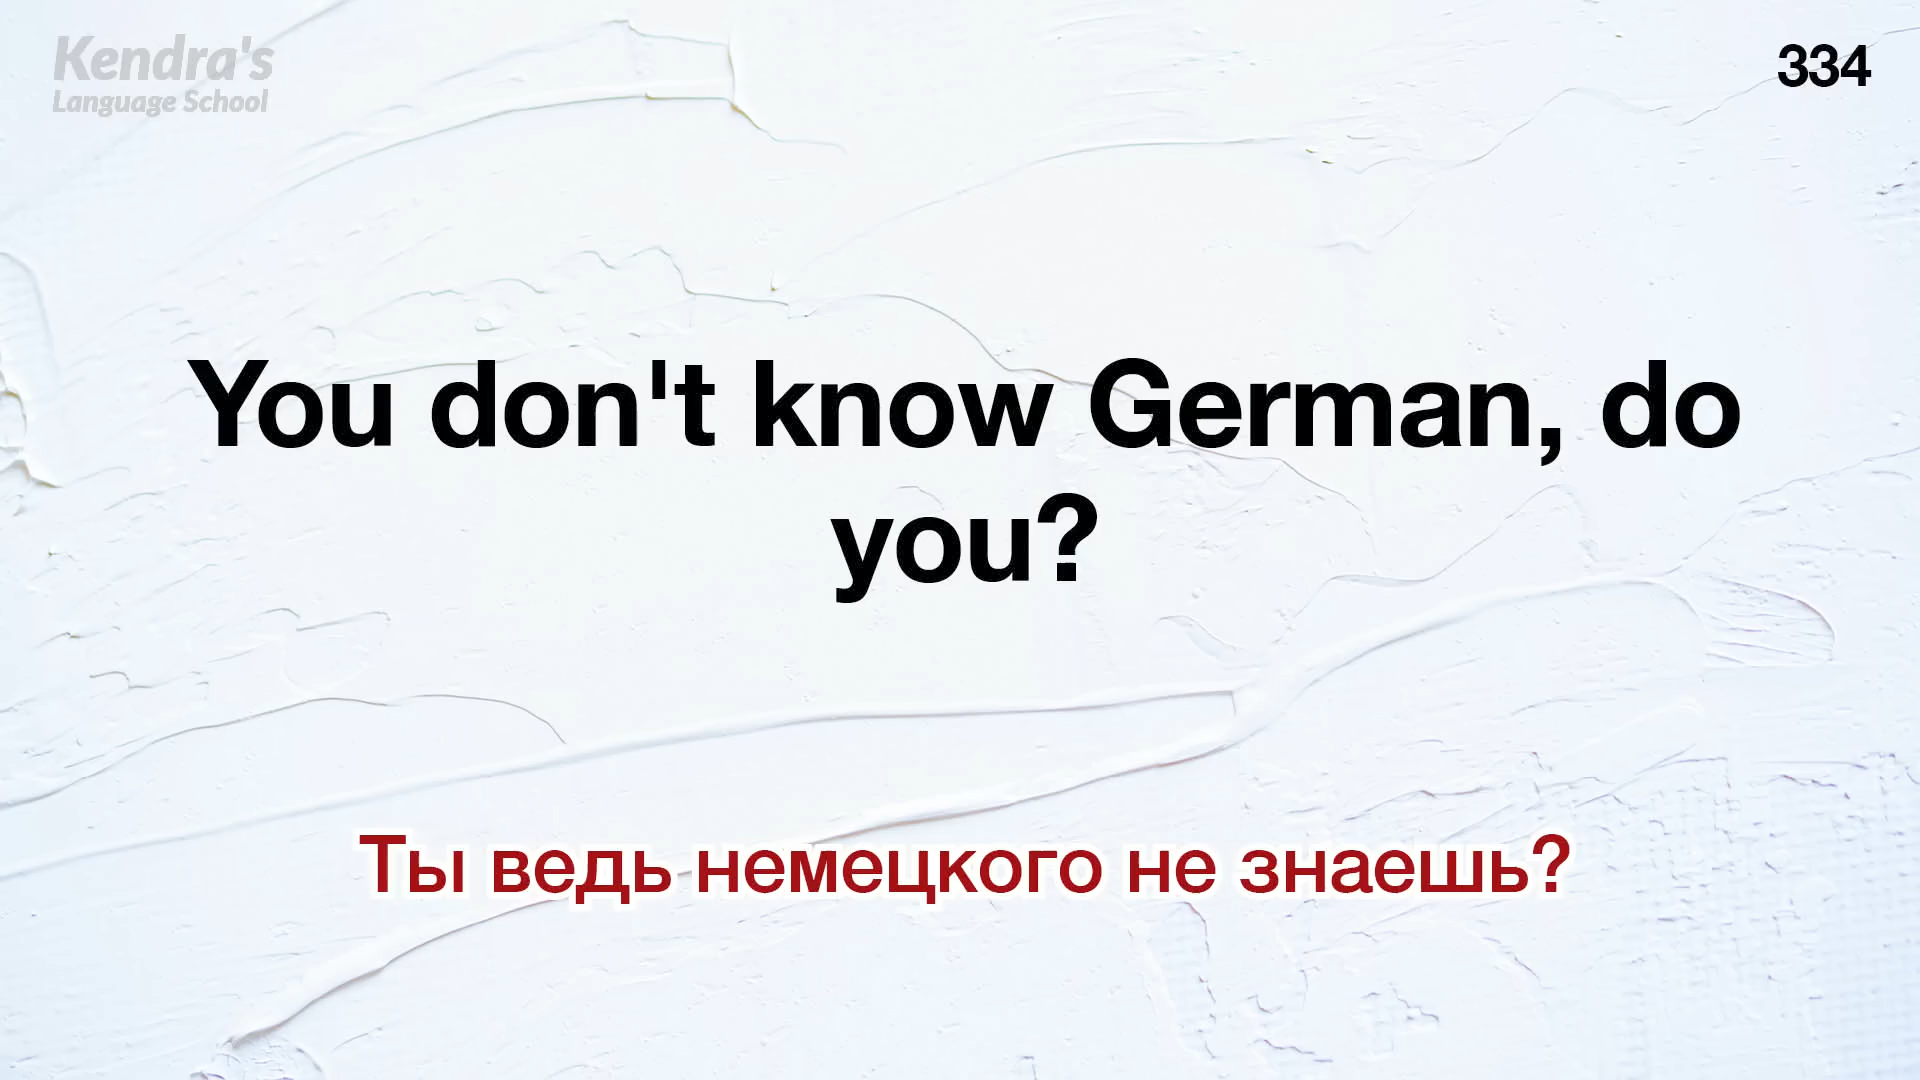 Kendra's
Language School
334
You don't know German, do
you?
Ты ведь немецкого не знаешь?